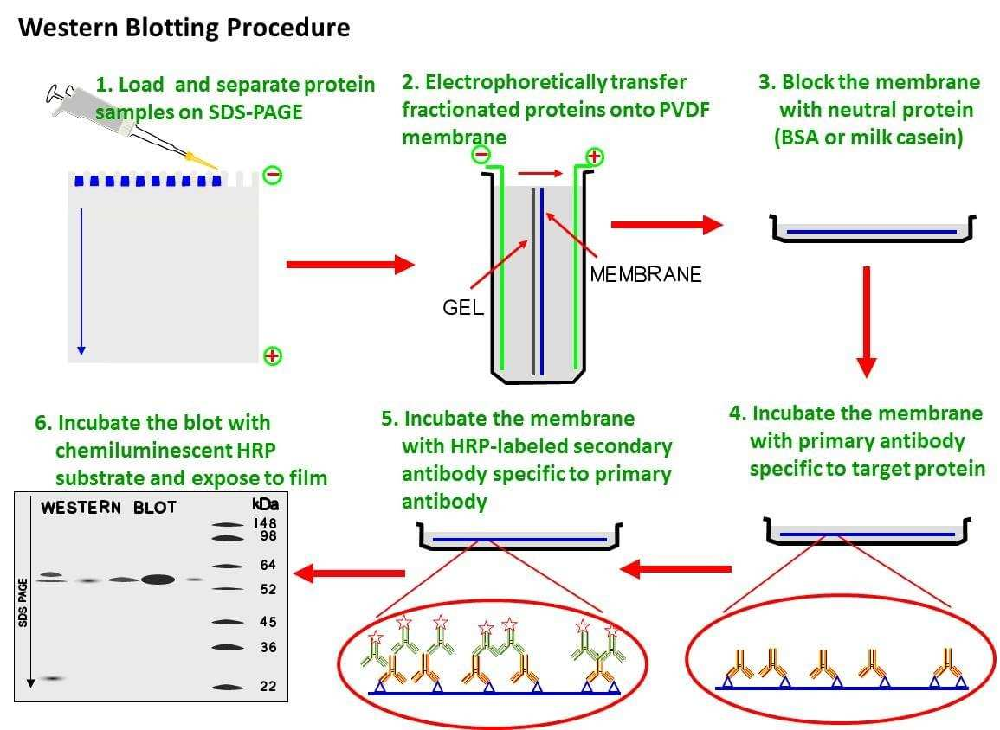 Western Blotting Procedure
1. Load and separate protein
samples on SDS-PAGE
−
+
2. Electrophoretically transfer
fractionated proteins onto PVDF
membrane
−
+
GEL
MEMBRANE
3. Block the membrane
with neutral protein
(BSA or milk casein)
4. Incubate the membrane
with primary antibody
specific to target protein
5. Incubate the membrane
with HRP-labeled secondary
antibody specific to primary
antibody
6. Incubate the blot with
chemiluminescent HRP
substrate and expose to film
WESTERN BLOT
kDa
148
98
64
52
45
36
22
SDS PAGE